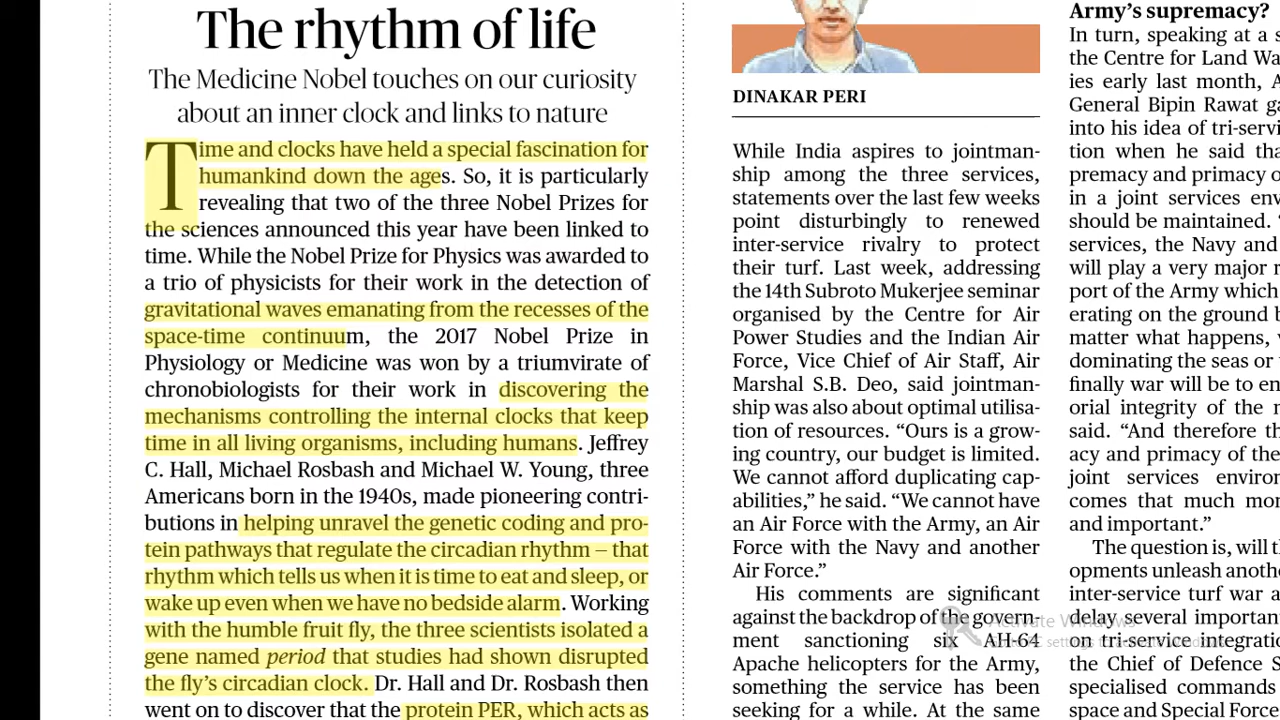 The rhythm of life
The Medicine Nobel touches on our curiosity
about an inner clock and links to nature
Time and clocks have held a special fascination for
humankind down the ages. So, it is particularly
revealing that two of the three Nobel Prizes for
the sciences announced this year have been linked to
time. While the Nobel Prize for Physics was awarded to
a trio of physicists for their work in the detection of
gravitational waves emanating from the recesses of the
space-time continuum, the 2017 Nobel Prize in
Physiology or Medicine was won by a triumvirate of
chronobiologists for their work in discovering the
mechanisms controlling the internal clocks that keep
time in all living organisms, including humans. Jeffrey
C. Hall, Michael Rosbash and Michael W. Young, three
Americans born in the 1940s, made pioneering contri-
butions in helping unravel the genetic coding and pro-
tein pathways that regulate the circadian rhythm – that
rhythm which tells us when it is time to eat and sleep, or
wake up even when we have no bedside alarm. Working
with the humble fruit fly, the three scientists isolated a
gene named period that studies had shown disrupted
the fly's circadian clock. Dr. Hall and Dr. Rosbash then
went on to discover that the protein PER, which acts as
DINAKAR PERI
While India aspires to jointman-
ship among the three services,
statements over the last few weeks
point disturbingly to renewed
inter-service rivalry to protect
their turf. Last week, addressing
the 14th Subroto Mukerjee seminar
organised by the Centre for Air
Power Studies and the Indian Air
Force, Vice Chief of Air Staff, Air
Marshal S.B. Deo, said jointman-
ship was also about optimal utilisa-
tion of resources. “Ours is a grow-
ing country, our budget is limited.
We cannot afford duplicating cap-
abilities,” he said. “We cannot have
an Air Force with the Army, an Air
Force with the Navy and another
Air Force.”
His comments are significant
against the backdrop of the govern-
ment sanctioning six AH-64
Apache helicopters for the Army,
something the service has been
seeking for a while. At the same
Army's supremacy?
In turn, speaking at a s
the Centre for Land Wa
ies early last month, A
General Bipin Rawat ga
into his idea of tri-servi
tion when he said tha
premacy and primacy o
in a joint services env
should be maintained. “
services, the Navy and
will play a very major r
port of the Army which
erating on the ground b
matter what happens, 
dominating the seas or
finally war will be to en
orial integrity of the n
said. “And therefore th
acy and primacy of the
joint services environ
comes that much mor
and important.”
The question is, will th
opments unleash anoth
inter-service turf war a
delay several important
on tri-service integratio
the Chief of Defence S
specialised commands
space and Special Force
Activate Windows